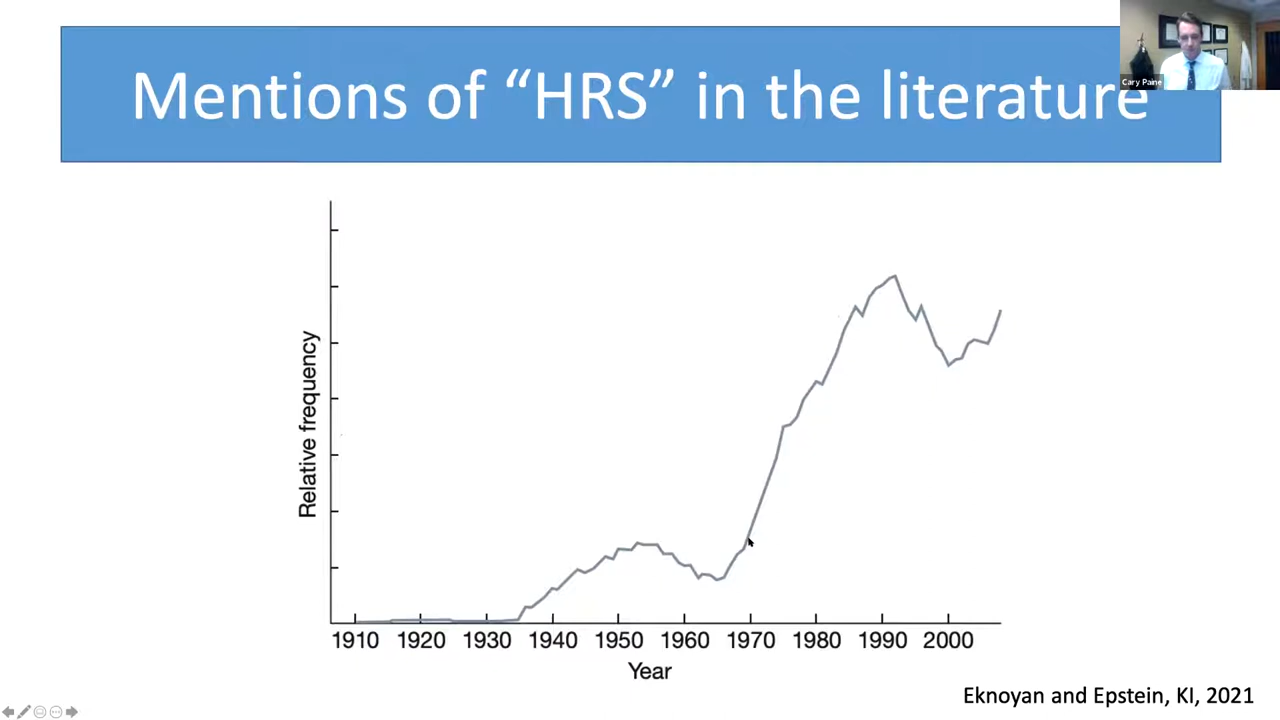 Mentions of “HRS” in the literature
Cary Paine
Relative frequency
1910 1920 1930 1940 1950 1960 1970 1980 1990 2000
Year
Eknoyan and Epstein, KI, 2021